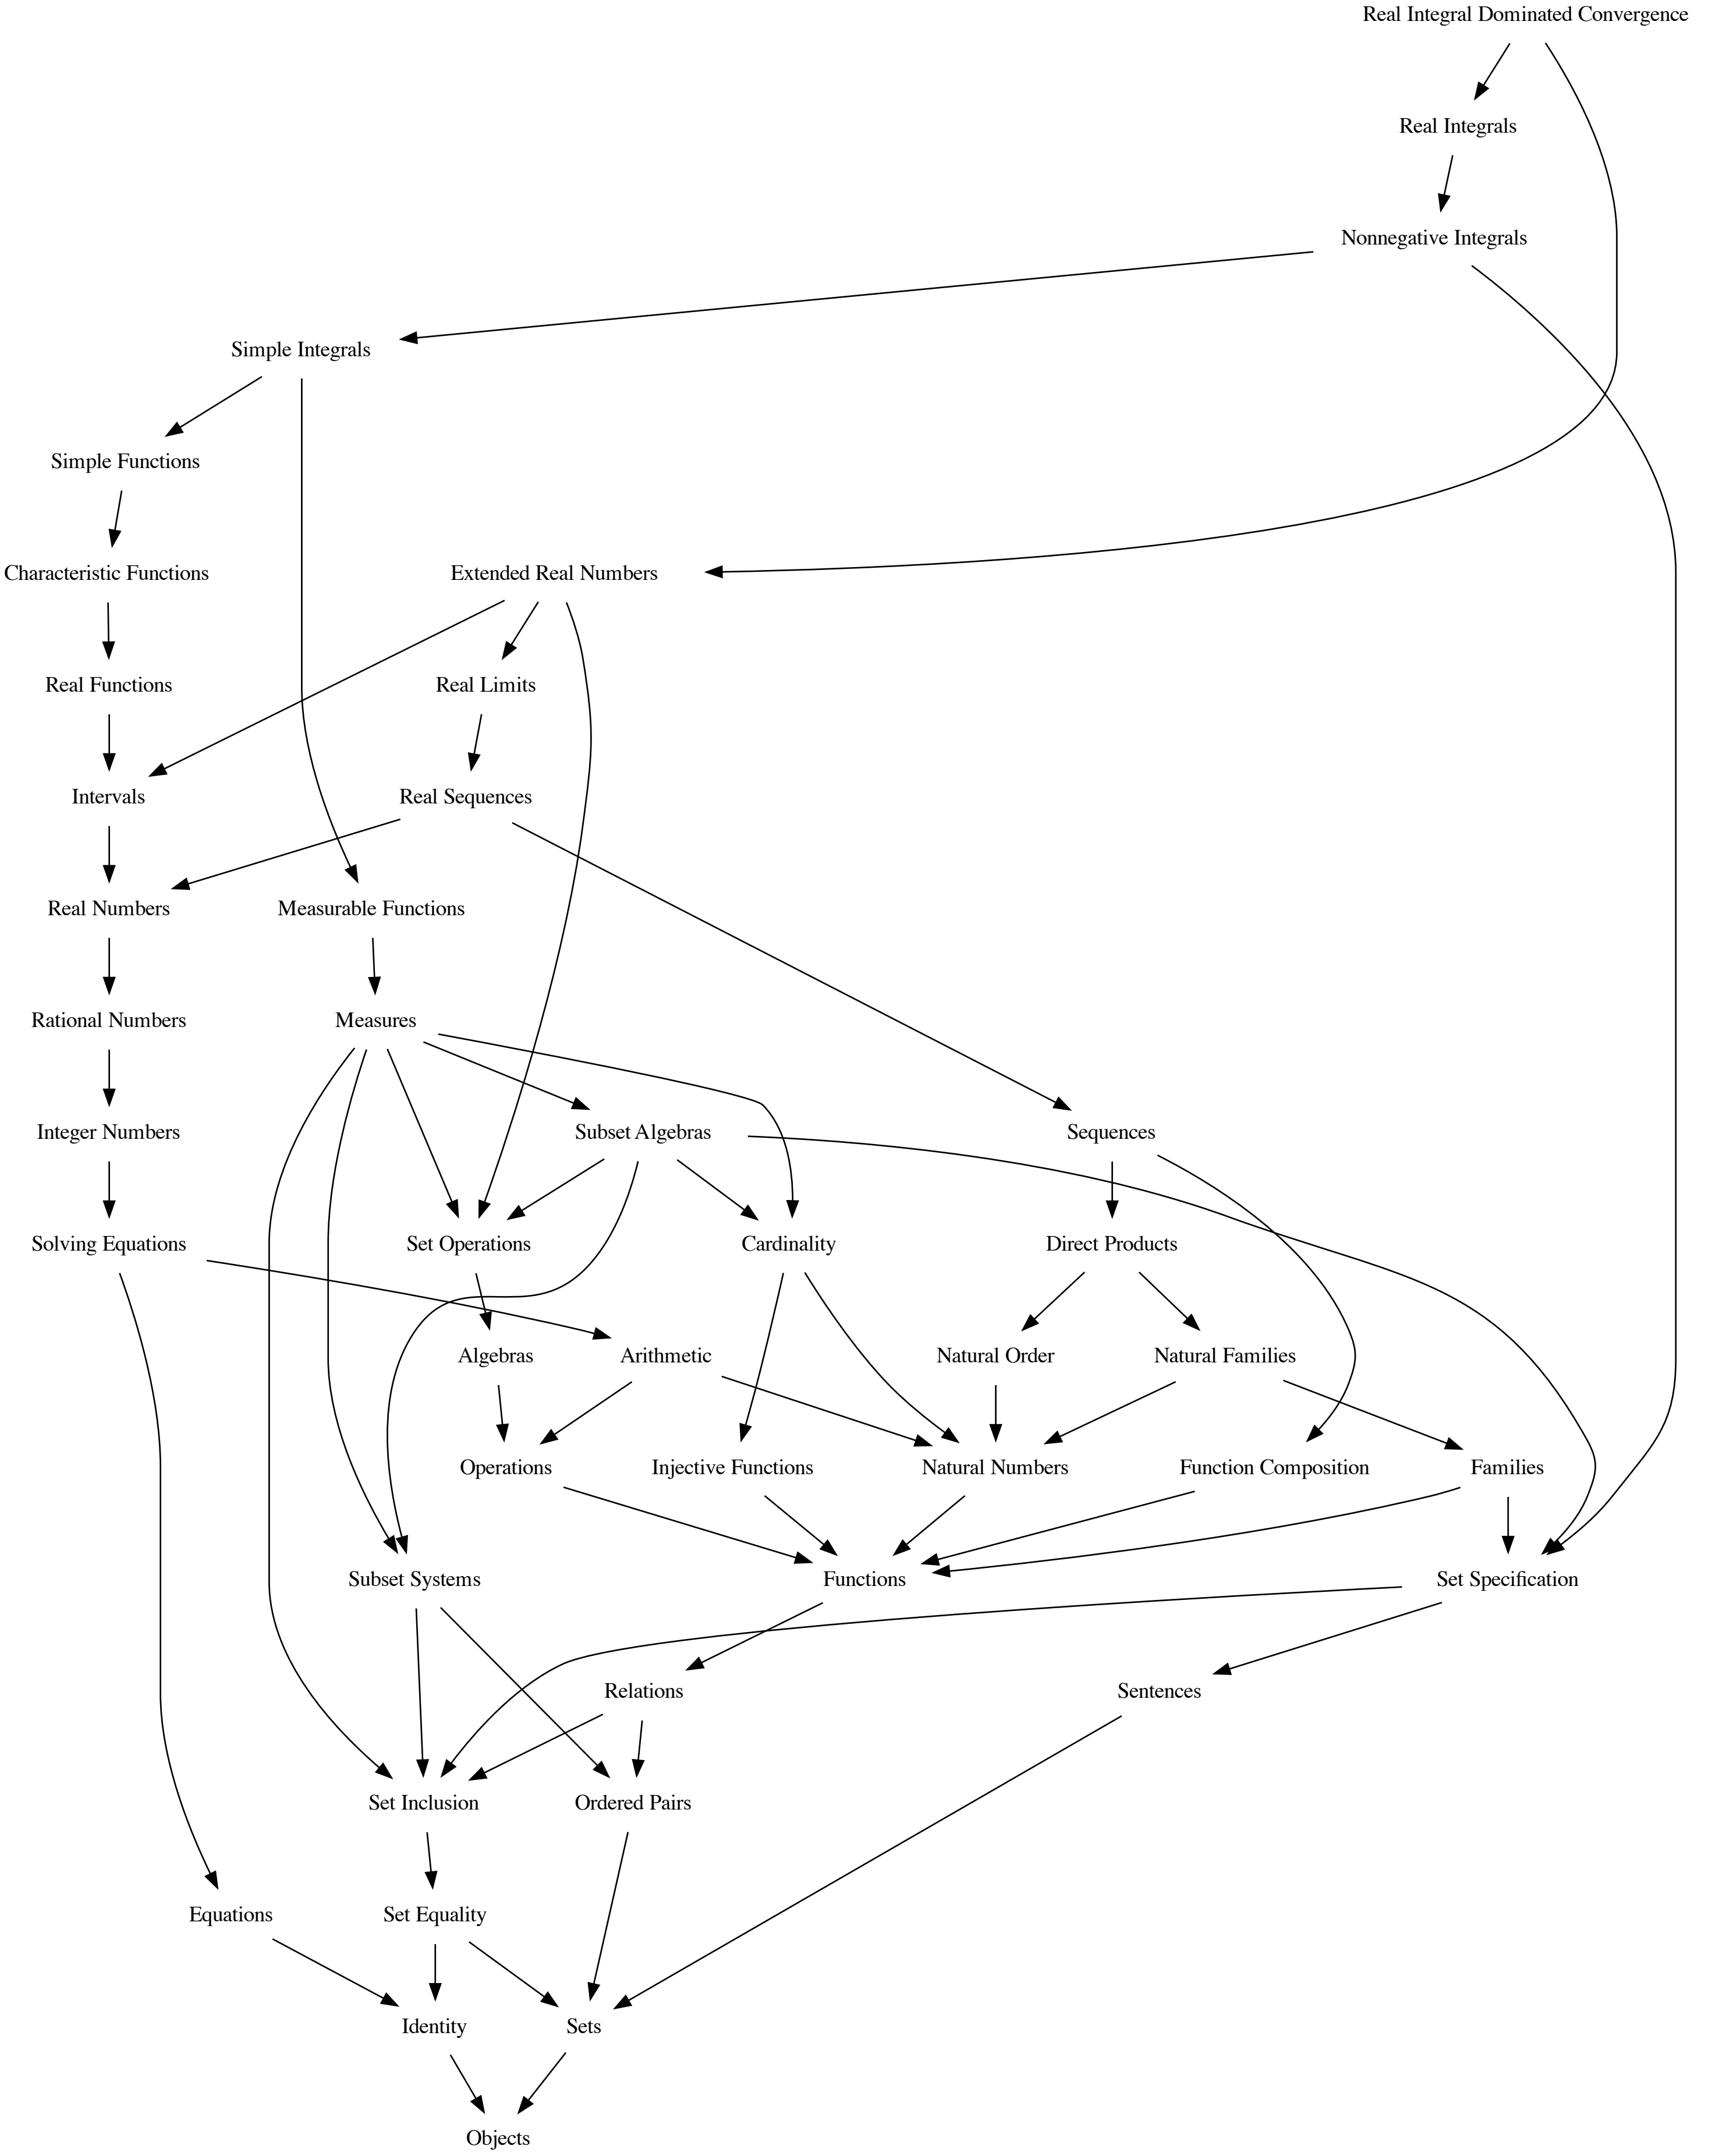 Real Integral Dominated Convergence
Real Integrals
Nonnegative Integrals
Simple Integrals
Simple Functions
Characteristic Functions
Extended Real Numbers
Real Functions
Real Limits
Intervals
Real Sequences
Real Numbers
Measurable Functions
Rational Numbers
Measures
Integer Numbers
Subset Algebras
Sequences
Solving Equations
Set Operations
Cardinality
Direct Products
Algebras
Arithmetic
Natural Order
Natural Families
Operations
Injective Functions
Natural Numbers
Function Composition
Families
Subset Systems
Functions
Set Specification
Relations
Sentences
Set Inclusion
Ordered Pairs
Equations
Set Equality
Identity
Sets
Objects